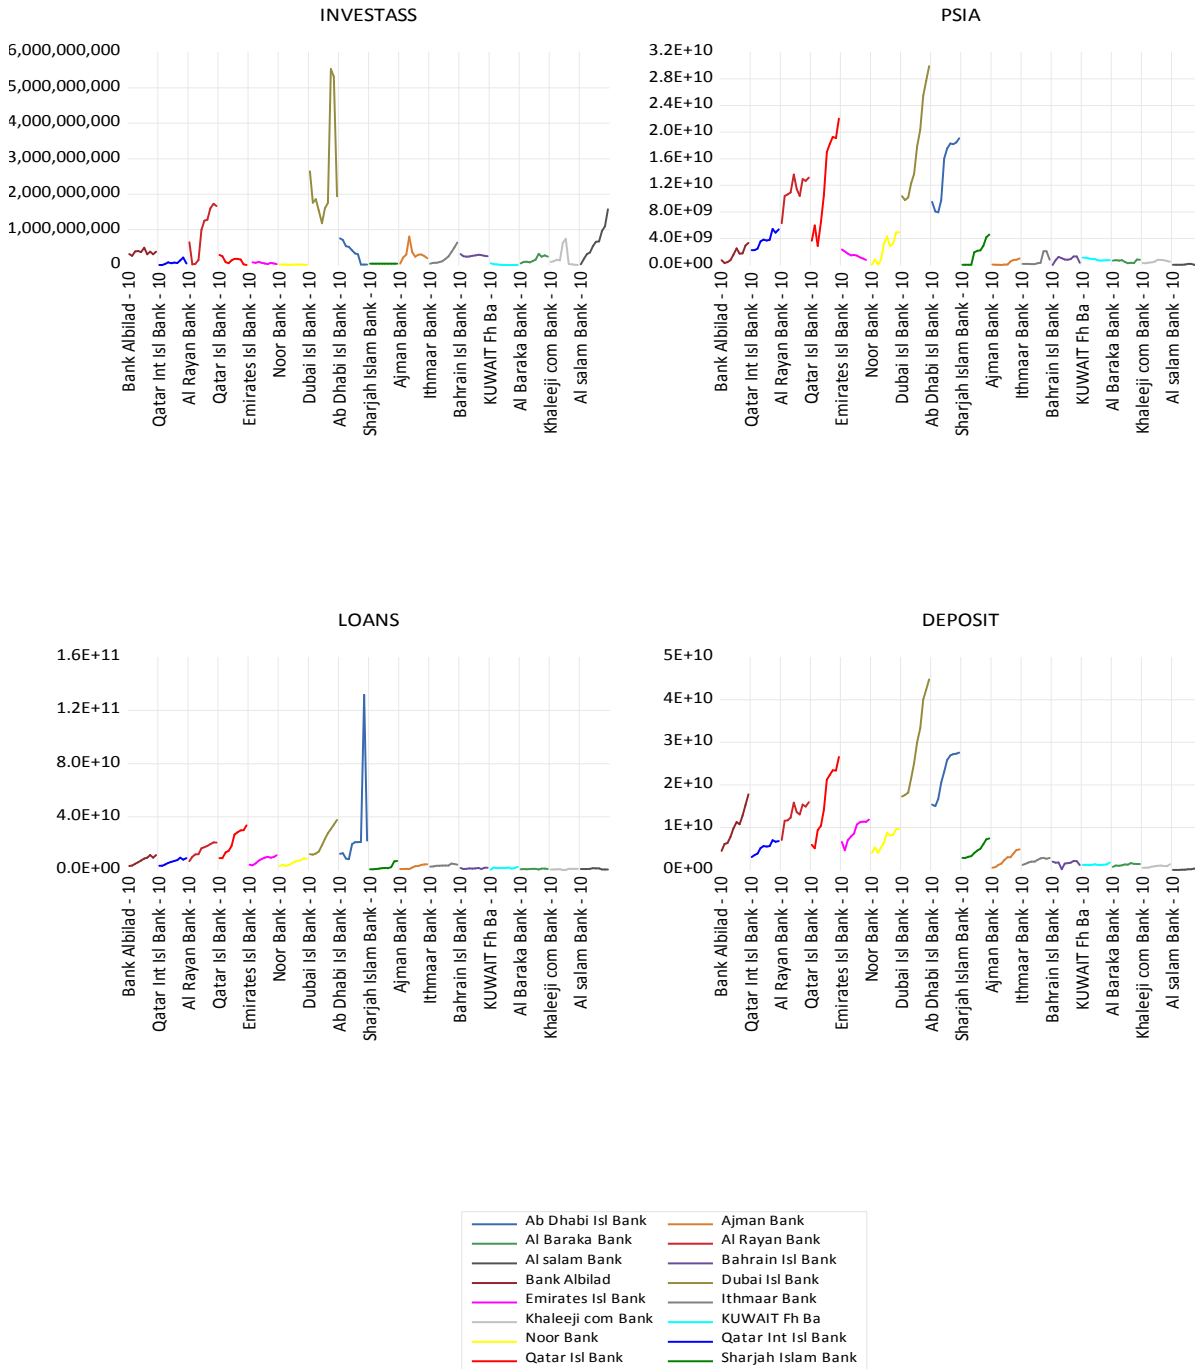 INVESTASS
6,000,000,000
5,000,000,000
4,000,000,000
3,000,000,000
2,000,000,000
1,000,000,000
0
Bank Albilad - 10
Qatar Int Isl Bank - 10
Al Rayan Bank - 10
Qatar Isl Bank - 10
Emirates Isl Bank - 10
Noor Bank - 10
Dubai Isl Bank - 10
Ab Dhabi Isl Bank - 10
Sharjah Islam Bank - 10
Ajman Bank - 10
Ithmaar Bank - 10
Bahrain Isl Bank - 10
KUWAIT Fh Ba - 10
Al Baraka Bank - 10
Khaleeji com Bank - 10
Al salam Bank - 10
PSIA
3.2E+10
2.8E+10
2.4E+10
2.0E+10
1.6E+10
1.2E+10
8.0E+09
4.0E+09
0.0E+00
Bank Albilad - 10
Qatar Int Isl Bank - 10
Al Rayan Bank - 10
Qatar Isl Bank - 10
Emirates Isl Bank - 10
Noor Bank - 10
Dubai Isl Bank - 10
Ab Dhabi Isl Bank - 10
Sharjah Islam Bank - 10
Ajman Bank - 10
Ithmaar Bank - 10
Bahrain Isl Bank - 10
KUWAIT Fh Ba - 10
Al Baraka Bank - 10
Khaleeji com Bank - 10
Al salam Bank - 10
LOANS
1.6E+11
1.2E+11
8.0E+10
4.0E+10
0.0E+00
Bank Albilad - 10
Qatar Int Isl Bank - 10
Al Rayan Bank - 10
Qatar Isl Bank - 10
Emirates Isl Bank - 10
Noor Bank - 10
Dubai Isl Bank - 10
Ab Dhabi Isl Bank - 10
Sharjah Islam Bank - 10
Ajman Bank - 10
Ithmaar Bank - 10
Bahrain Isl Bank - 10
KUWAIT Fh Ba - 10
Al Baraka Bank - 10
Khaleeji com Bank - 10
Al salam Bank - 10
DEPOSIT
5E+10
4E+10
3E+10
2E+10
1E+10
0E+00
Bank Albilad - 10
Qatar Int Isl Bank - 10
Al Rayan Bank - 10
Qatar Isl Bank - 10
Emirates Isl Bank - 10
Noor Bank - 10
Dubai Isl Bank - 10
Ab Dhabi Isl Bank - 10
Sharjah Islam Bank - 10
Ajman Bank - 10
Ithmaar Bank - 10
Bahrain Isl Bank - 10
KUWAIT Fh Ba - 10
Al Baraka Bank - 10
Khaleeji com Bank - 10
Al salam Bank - 10
Ab Dhabi Isl Bank Ajman Bank
Al Baraka Bank Al Rayan Bank
Al salam Bank Bahrain Isl Bank
Bank Albilad Dubai Isl Bank
Emirates Isl Bank Ithmaar Bank
Khaleeji com Bank KUWAIT Fh Ba
Noor Bank Qatar Int Isl Bank
Qatar Isl Bank Sharjah Islam Bank